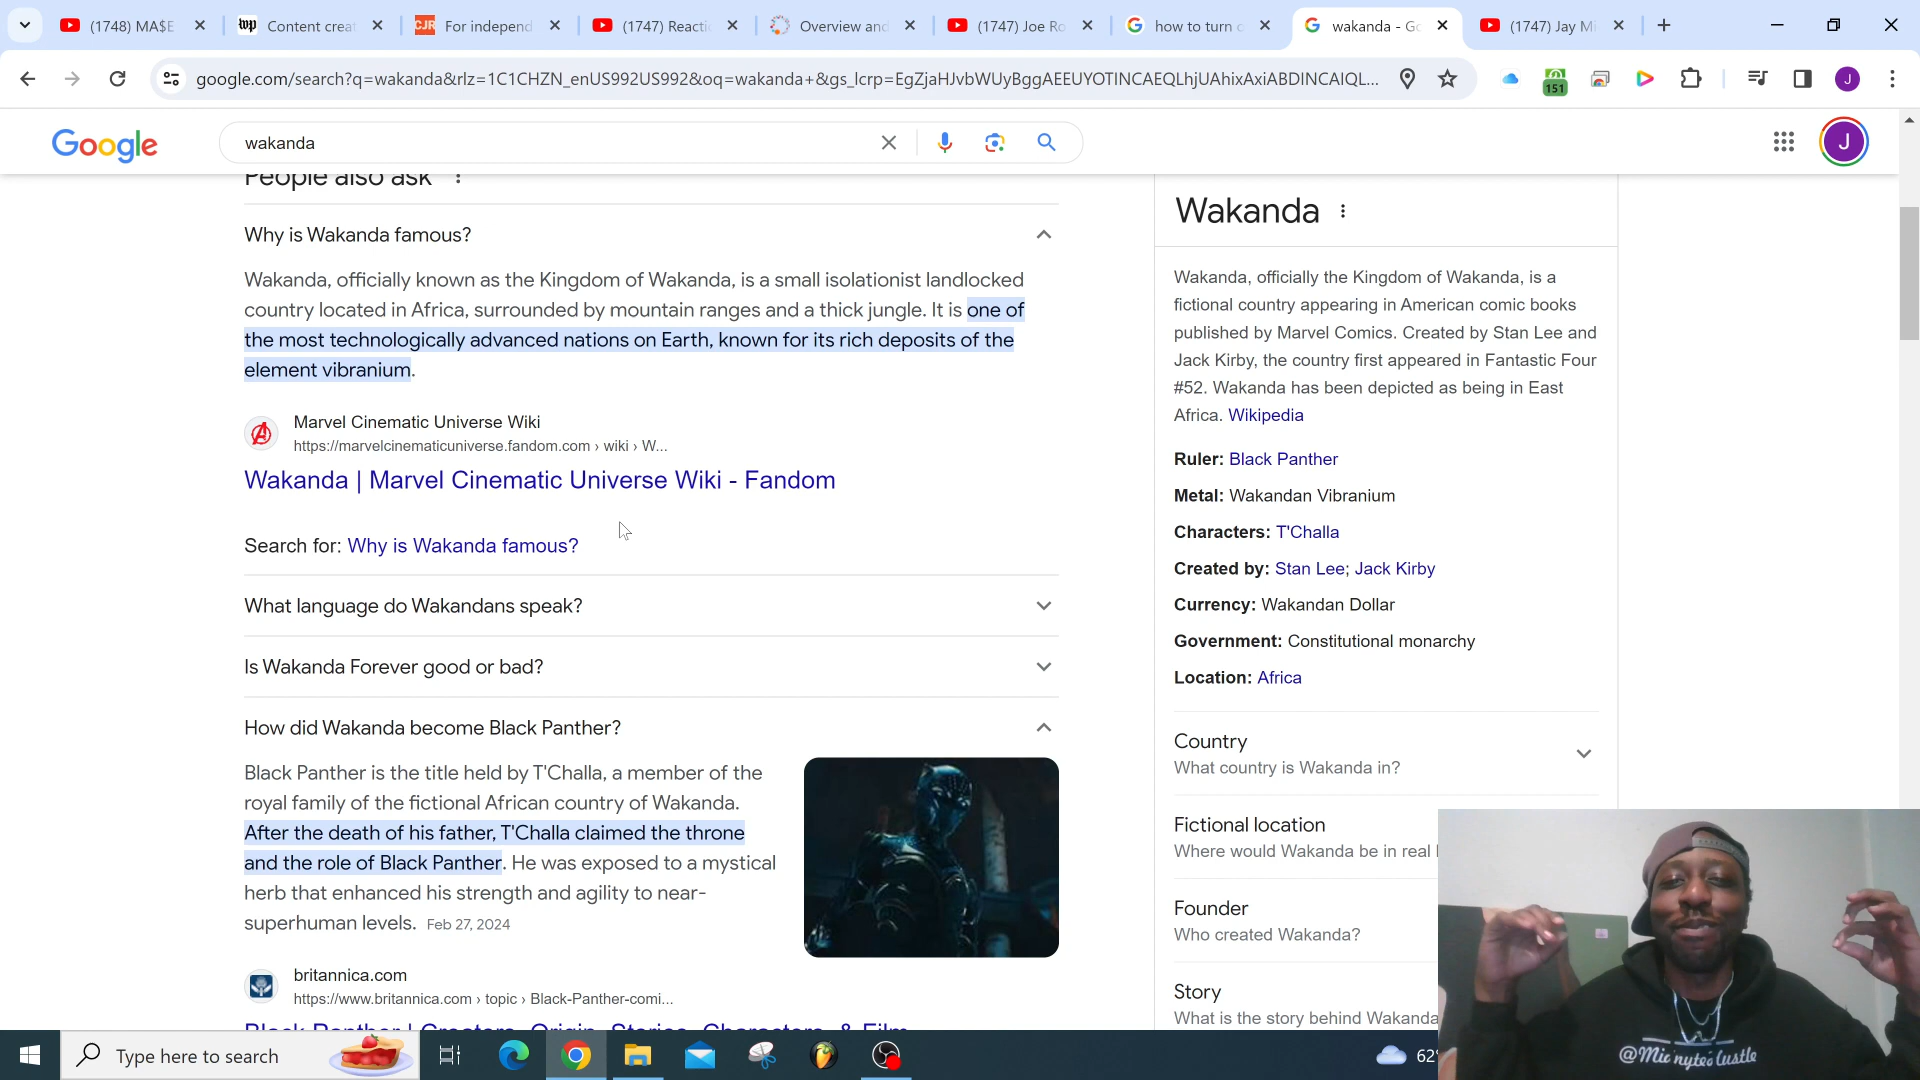 (1748) MA$E
Content creat
CJR
For independ
(1747) Reactio
Overview and
(1747) Joe Ro
how to turn o
wakanda - Go
(1747) Jay Mi
google.com/search?q=wakanda&rlz=1C1CHZN_enUS992US992&oq=wakanda+&gs_lcrp=EgZjaHJvbWUyBggAEEUYOTINCAEQLhjUAhixAxiABDINCAIQL...
151
J
Google
wakanda
J
People also ask
Why is Wakanda famous?
Wakanda, officially known as the Kingdom of Wakanda, is a small isolationist landlocked
country located in Africa, surrounded by mountain ranges and a thick jungle. It is one of
the most technologically advanced nations on Earth, known for its rich deposits of the
element vibranium.
Marvel Cinematic Universe Wiki
https://marvelcinematicuniverse.fandom.com › wiki › W...
Wakanda | Marvel Cinematic Universe Wiki - Fandom
Search for: Why is Wakanda famous?
What language do Wakandans speak?
Is Wakanda Forever good or bad?
How did Wakanda become Black Panther?
Black Panther is the title held by T'Challa, a member of the
royal family of the fictional African country of Wakanda.
After the death of his father, T'Challa claimed the throne
and the role of Black Panther. He was exposed to a mystical
herb that enhanced his strength and agility to near-
superhuman levels. Feb 27, 2024
britannica.com
https://www.britannica.com › topic › Black-Panther-comi...
Black Panther | Creators, Origin, Stories, Characters, & Film
Wakanda
Wakanda, officially the Kingdom of Wakanda, is a
fictional country appearing in American comic books
published by Marvel Comics. Created by Stan Lee and
Jack Kirby, the country first appeared in Fantastic Four
#52. Wakanda has been depicted as being in East
Africa. Wikipedia
Ruler: Black Panther
Metal: Wakandan Vibranium
Characters: T'Challa
Created by: Stan Lee; Jack Kirby
Currency: Wakandan Dollar
Government: Constitutional monarchy
Location: Africa
Country
What country is Wakanda in?
Fictional location
Where would Wakanda be in real
Founder
Who created Wakanda?
Story
What is the story behind Wakanda
Type here to search
62°